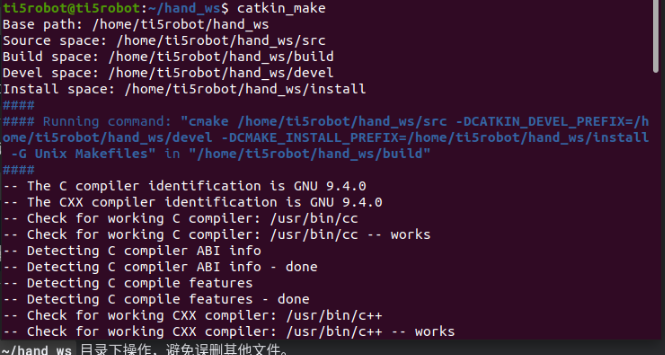 ti5robot@ti5robot:~/hand_ws$ catkin_make
Base path: /home/ti5robot/hand_ws
Source space: /home/ti5robot/hand_ws/src
Build space: /home/ti5robot/hand_ws/build
Devel space: /home/ti5robot/hand_ws/devel
Install space: /home/ti5robot/hand_ws/install
####
#### Running command: "cmake /home/ti5robot/hand_ws/src -DCATKIN_DEVEL_PREFIX=/h
ome/ti5robot/hand_ws/devel -DCMAKE_INSTALL_PREFIX=/home/ti5robot/hand_ws/install
-G Unix Makefiles" in "/home/ti5robot/hand_ws/build"
####
-- The C compiler identification is GNU 9.4.0
-- The CXX compiler identification is GNU 9.4.0
-- Check for working C compiler: /usr/bin/cc
-- Check for working C compiler: /usr/bin/cc -- works
-- Detecting C compiler ABI info
-- Detecting C compiler ABI info - done
-- Detecting C compile features
-- Detecting C compile features - done
-- Check for working CXX compiler: /usr/bin/c++
-- Check for working CXX compiler: /usr/bin/c++ -- works
~/hand_ws 目录下操作，避免误删其他文件。